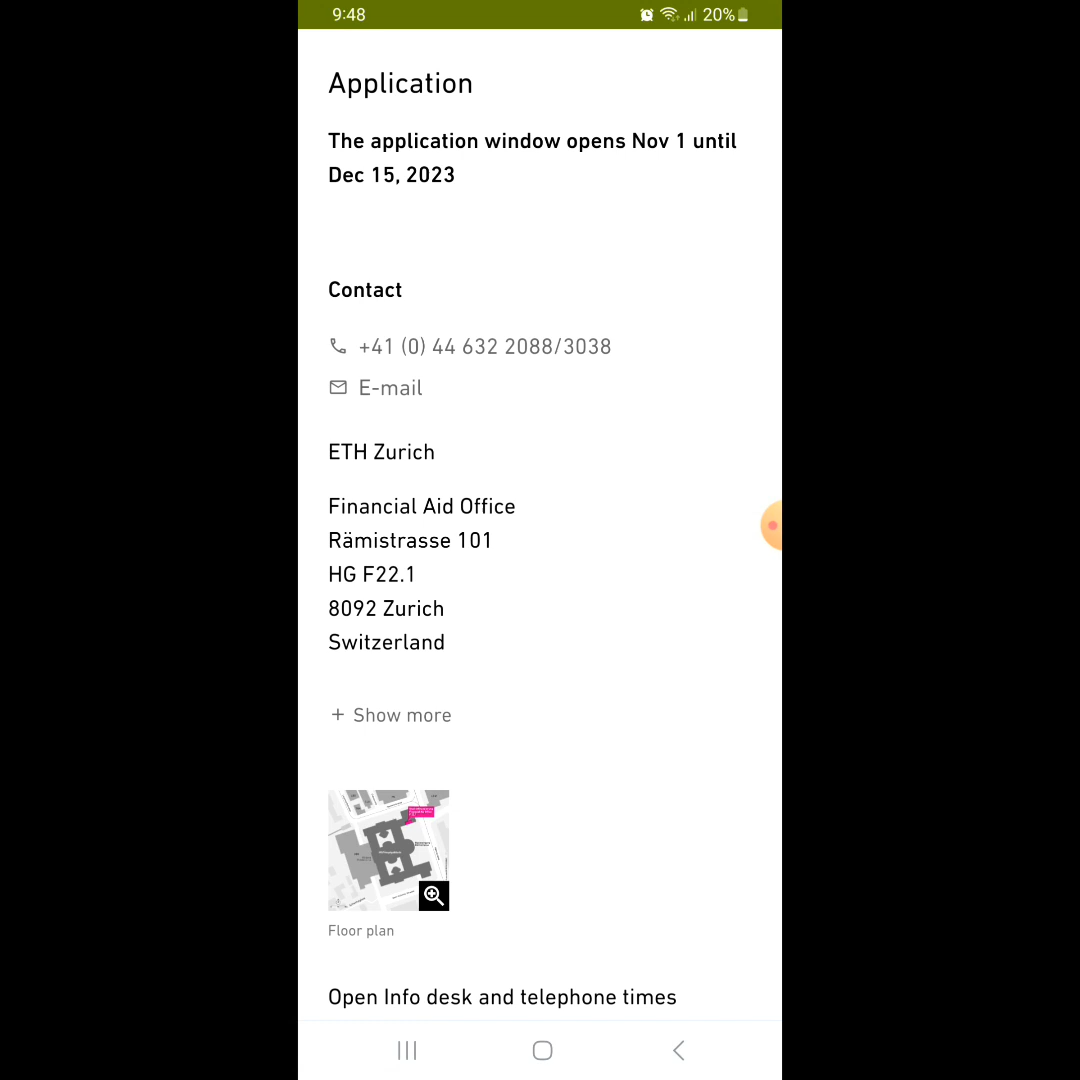 9:48
20%
Application
The application window opens Nov 1 until
Dec 15, 2023
Contact
+41 (0) 44 632 2088/3038
E-mail
ETH Zurich
Financial Aid Office
Rämistrasse 101
HG F22.1
8092 Zurich
Switzerland
+ Show more
Floor plan
Open Info desk and telephone times